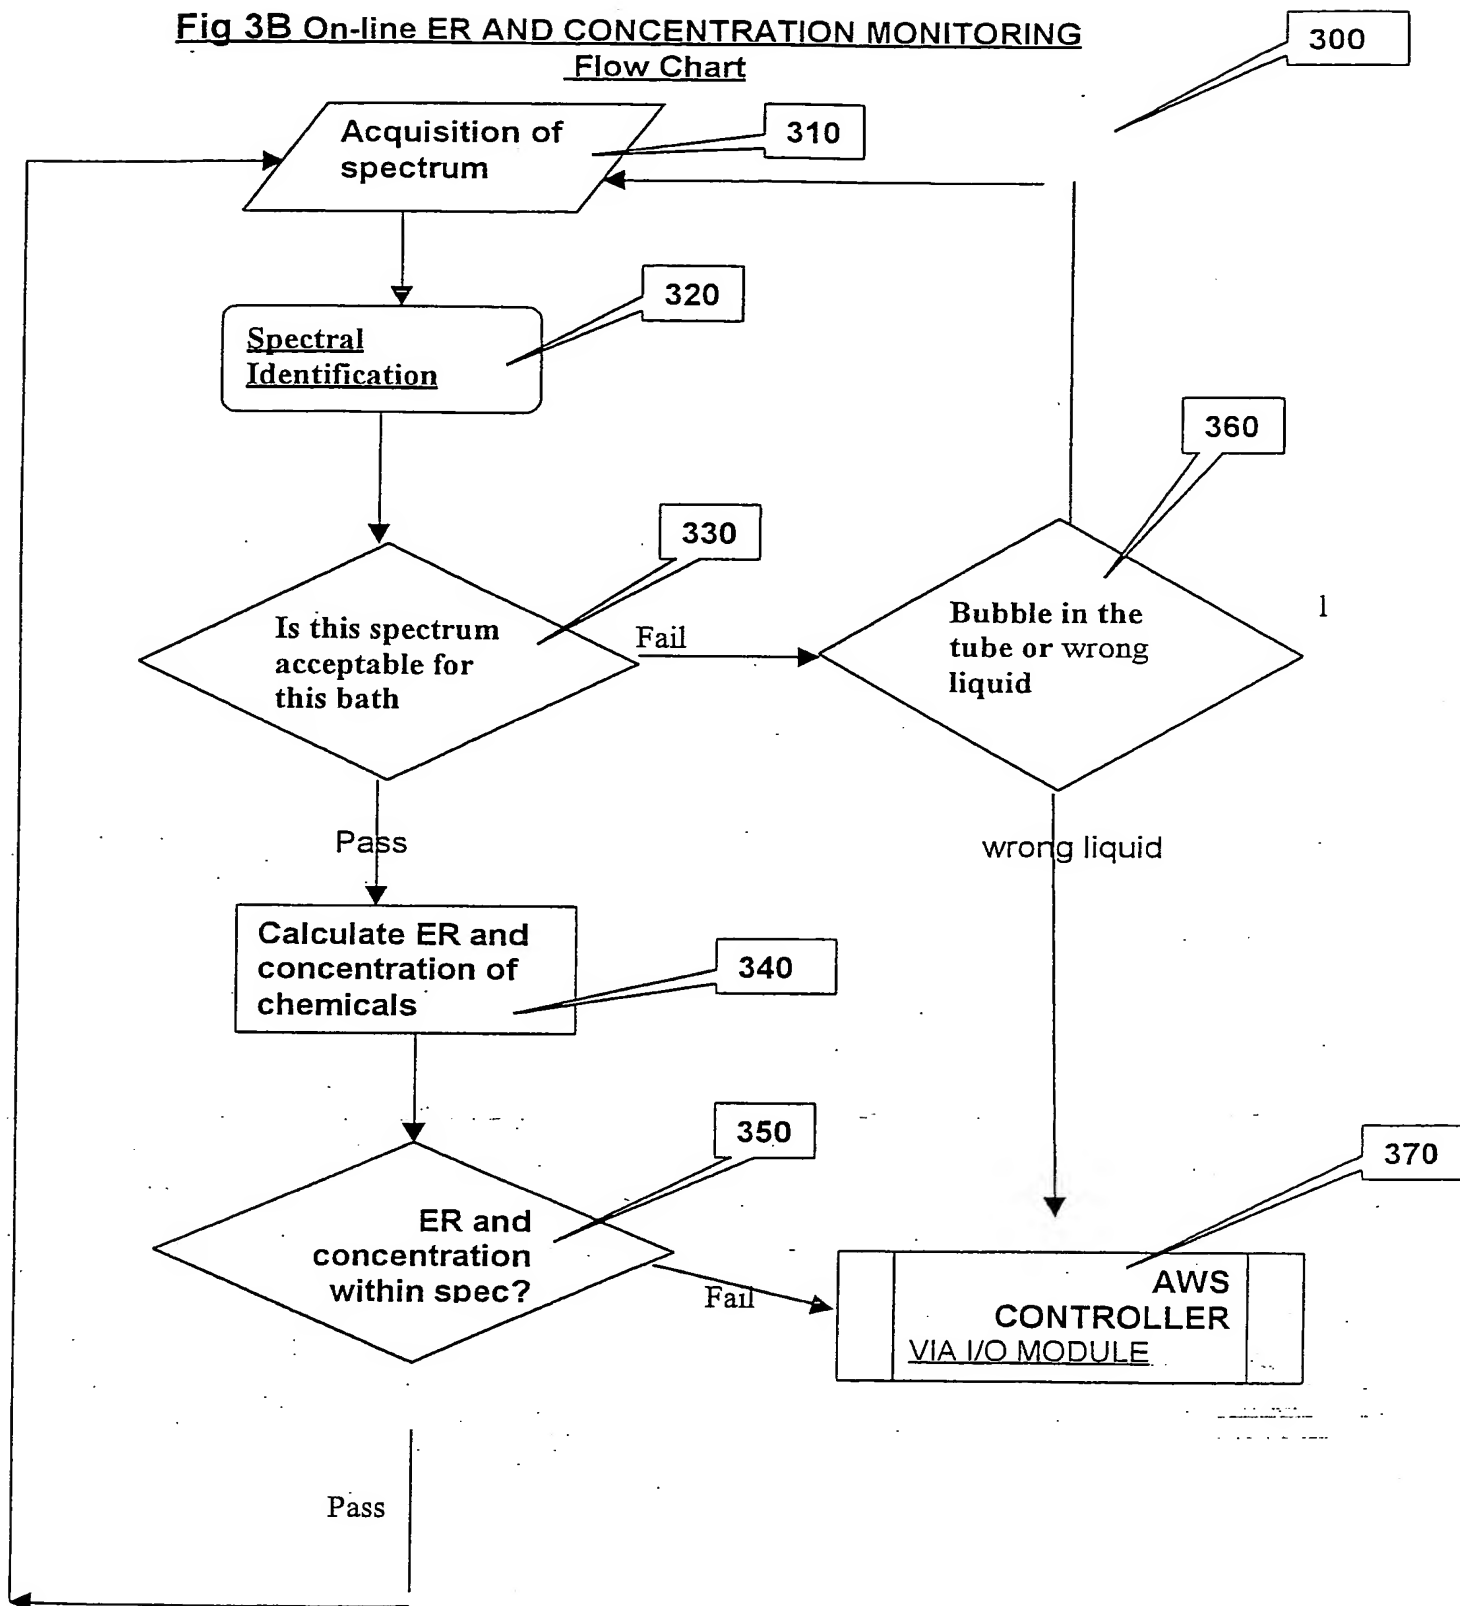 Fig 3B On-line ER AND CONCENTRATION MONITORING
Flow Chart
300
Acquisition of
spectrum
310
320
Spectral
Identification
360
330
Is this spectrum
acceptable for
this bath
Fail
Bubble in the
tube or wrong
liquid
1
Pass
wrong liquid
Calculate ER and
concentration of
chemicals
340
350
370
ER and
concentration
within spec?
Fail
AWS
CONTROLLER
VIA I/O MODULE
Pass